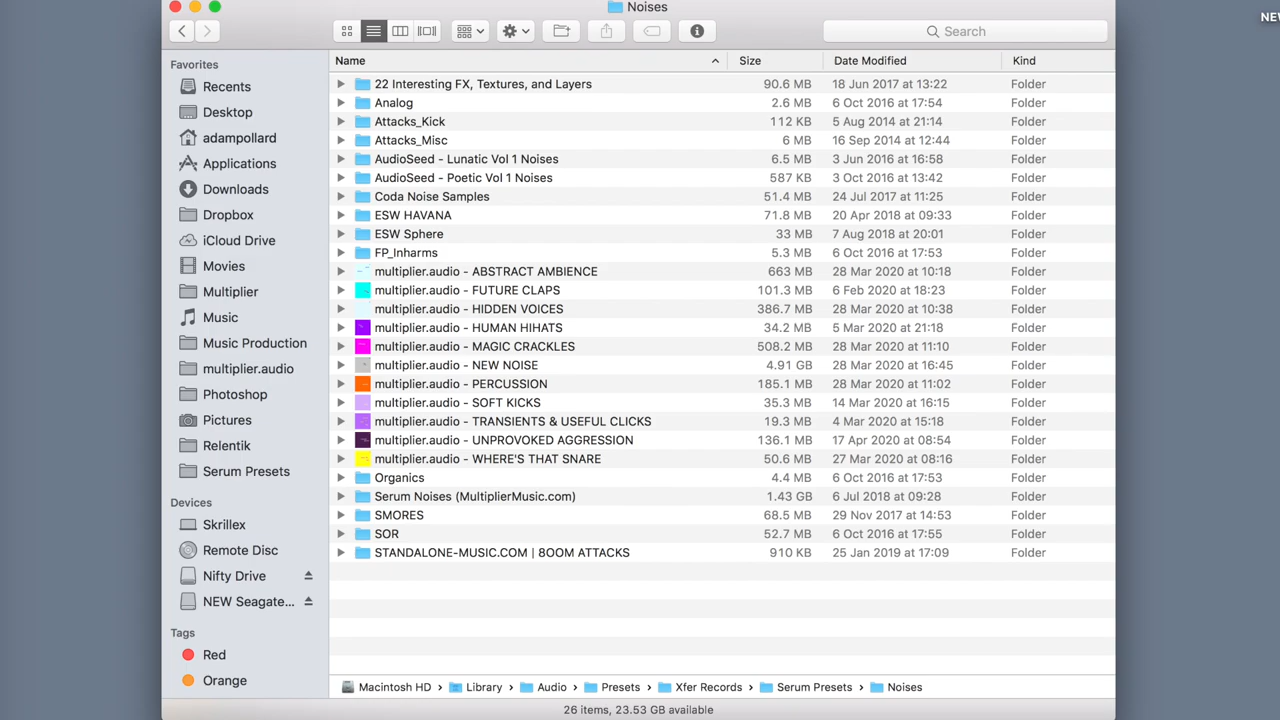 Noises
NEW
Search
Favorites
Recents
Desktop
adampollard
Applications
Downloads
Dropbox
iCloud Drive
Movies
Multiplier
Music
Music Production
multiplier.audio
Photoshop
Pictures
Relentik
Serum Presets
Devices
Skrillex
Remote Disc
Nifty Drive
NEW Seagate...
Tags
Red
Orange
Name Size Date Modified Kind
22 Interesting FX, Textures, and Layers 90.6 MB 18 Jun 2017 at 13:22 Folder
Analog 2.6 MB 6 Oct 2016 at 17:54 Folder
Attacks_Kick 112 KB 5 Aug 2014 at 21:14 Folder
Attacks_Misc 6 MB 16 Sep 2014 at 12:44 Folder
AudioSeed - Lunatic Vol 1 Noises 6.5 MB 3 Jun 2016 at 16:58 Folder
AudioSeed - Poetic Vol 1 Noises 587 KB 3 Oct 2016 at 13:42 Folder
Coda Noise Samples 51.4 MB 24 Jul 2017 at 11:25 Folder
ESW HAVANA 71.8 MB 20 Apr 2018 at 09:33 Folder
ESW Sphere 33 MB 7 Aug 2018 at 20:01 Folder
FP_Inharms 5.3 MB 6 Oct 2016 at 17:53 Folder
multiplier.audio - ABSTRACT AMBIENCE 663 MB 28 Mar 2020 at 10:18 Folder
multiplier.audio - FUTURE CLAPS 101.3 MB 6 Feb 2020 at 18:23 Folder
multiplier.audio - HIDDEN VOICES 386.7 MB 28 Mar 2020 at 10:38 Folder
multiplier.audio - HUMAN HIHATS 34.2 MB 5 Mar 2020 at 21:18 Folder
multiplier.audio - MAGIC CRACKLES 508.2 MB 28 Mar 2020 at 11:10 Folder
multiplier.audio - NEW NOISE 4.91 GB 28 Mar 2020 at 16:45 Folder
multiplier.audio - PERCUSSION 185.1 MB 28 Mar 2020 at 11:02 Folder
multiplier.audio - SOFT KICKS 35.3 MB 14 Mar 2020 at 16:15 Folder
multiplier.audio - TRANSIENTS & USEFUL CLICKS 19.3 MB 4 Mar 2020 at 15:18 Folder
multiplier.audio - UNPROVOKED AGGRESSION 136.1 MB 17 Apr 2020 at 08:54 Folder
multiplier.audio - WHERE'S THAT SNARE 50.6 MB 27 Mar 2020 at 08:16 Folder
Organics 4.4 MB 6 Oct 2016 at 17:53 Folder
Serum Noises (MultiplierMusic.com) 1.43 GB 6 Jul 2018 at 09:28 Folder
SMORES 68.5 MB 29 Nov 2017 at 14:53 Folder
SOR 52.7 MB 6 Oct 2016 at 17:55 Folder
STANDALONE-MUSIC.COM | 8OOM ATTACKS 910 KB 25 Jan 2019 at 17:09 Folder
Macintosh HD › Library › Audio › Presets › Xfer Records › Serum Presets › Noises
26 items, 23.53 GB available